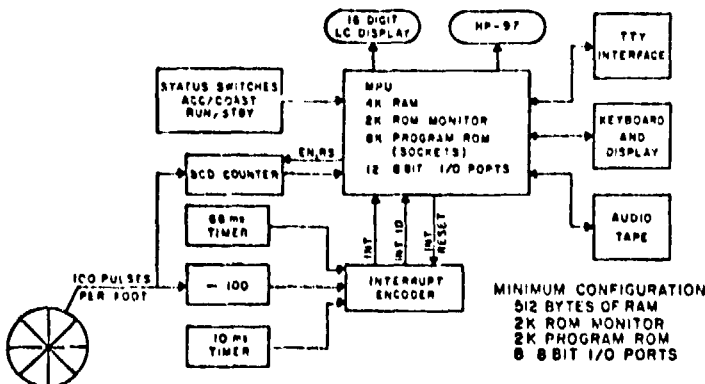 16 DIGIT
LC DISPLAY
HP-97
TTY
INTERFACE
STATUS SWITCHES
ACC/COAST
RUN/STBY
MPU
4K RAM
2K ROM MONITOR
8K PROGRAM ROM
(SOCKETS)
12 8 BIT I/O PORTS
KEYBOARD
AND
DISPLAY
EN,RS
BCD COUNTER
AUDIO
TAPE
68 ms
TIMER
INT
INT ID
INT
RESET
100 PULSES
PER FOOT
÷ 100
INTERRUPT
ENCODER
10 ms
TIMER
MINIMUM CONFIGURATION
512 BYTES OF RAM
2K ROM MONITOR
2K PROGRAM ROM
8 8 BIT I/O PORTS